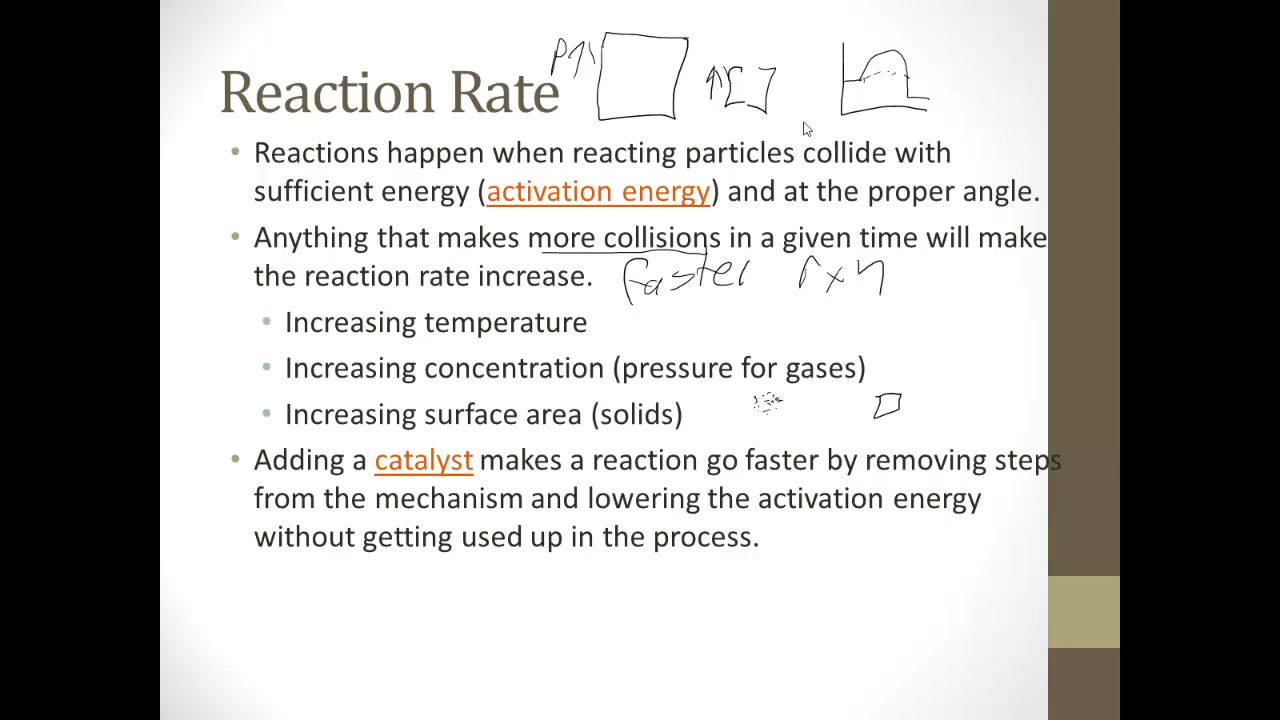 P↑
↑[ ]
Reaction Rate
• Reactions happen when reacting particles collide with
sufficient energy (activation energy) and at the proper angle.
• Anything that makes more collisions in a given time will make
the reaction rate increase. faster rxn
• Increasing temperature
• Increasing concentration (pressure for gases)
• Increasing surface area (solids)
• Adding a catalyst makes a reaction go faster by removing steps
from the mechanism and lowering the activation energy
without getting used up in the process.